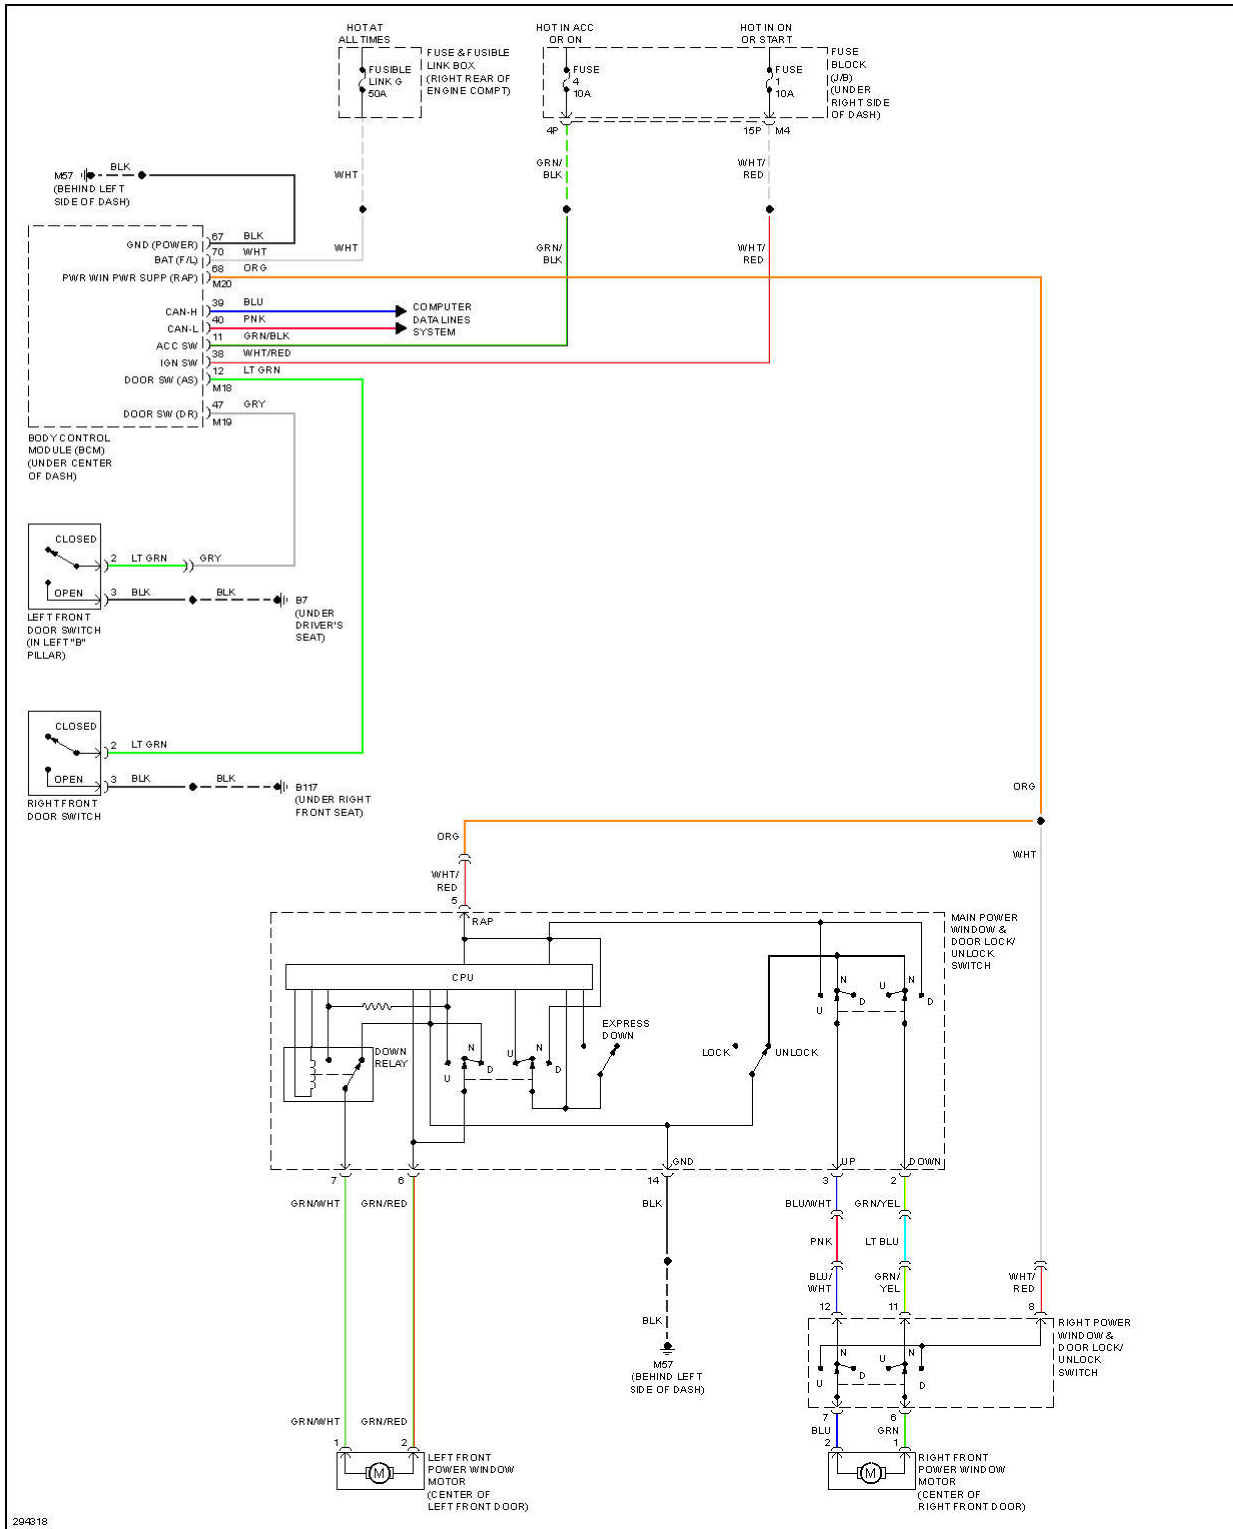 HOT AT
ALL TIMES
HOT IN ACC
OR ON
HOT IN ON
OR START
FUSIBLE
LINK G
50A
FUSE & FUSIBLE
LINK BOX
(RIGHT REAR OF
ENGINE COMPT)
FUSE
4
10A
FUSE
1
10A
FUSE
BLOCK
(J/B)
(UNDER
RIGHT SIDE
OF DASH)
4P
15P
M4
M57
(BEHIND LEFT
SIDE OF DASH)
BLK
WHT
GRN/
BLK
WHT/
RED
WHT
GRN/
BLK
WHT/
RED
GND (POWER)
67
BLK
BAT (F/L)
70
WHT
PWR WIN PWR SUPP (RAP)
68
ORG
M20
CAN-H
39
BLU
CAN-L
40
PNK
COMPUTER
DATA LINES
SYSTEM
ACC SW
11
GRN/BLK
IGN SW
38
WHT/RED
DOOR SW (AS)
12
LT GRN
M18
DOOR SW (DR)
47
GRY
M19
BODY CONTROL
MODULE (BCM)
(UNDER CENTER
OF DASH)
CLOSED
2
LT GRN
GRY
OPEN
3
BLK
BLK
B7
(UNDER
DRIVER'S
SEAT)
LEFT FRONT
DOOR SWITCH
(IN LEFT "B"
PILLAR)
CLOSED
2
LT GRN
OPEN
3
BLK
BLK
B117
(UNDER RIGHT
FRONT SEAT)
RIGHT FRONT
DOOR SWITCH
ORG
ORG
WHT
WHT/
RED
5
RAP
MAIN POWER
WINDOW &
DOOR LOCK/
UNLOCK
SWITCH
CPU
DOWN
RELAY
U
N
D
U
N
D
EXPRESS
DOWN
LOCK
UNLOCK
U
N
D
U
N
D
GND
UP
DOWN
7
6
14
3
2
GRN/WHT
GRN/RED
BLK
BLU/WHT
GRN/YEL
PNK
LT BLU
BLU/
WHT
GRN/
YEL
WHT/
RED
12
11
8
BLK
M57
(BEHIND LEFT
SIDE OF DASH)
RIGHT POWER
WINDOW &
DOOR LOCK/
UNLOCK
SWITCH
U
N
D
U
N
D
7
6
BLU
GRN
2
1
GRN/WHT
GRN/RED
1
2
M
LEFT FRONT
POWER WINDOW
MOTOR
(CENTER OF
LEFT FRONT DOOR)
M
RIGHT FRONT
POWER WINDOW
MOTOR
(CENTER OF
RIGHT FRONT DOOR)
294318